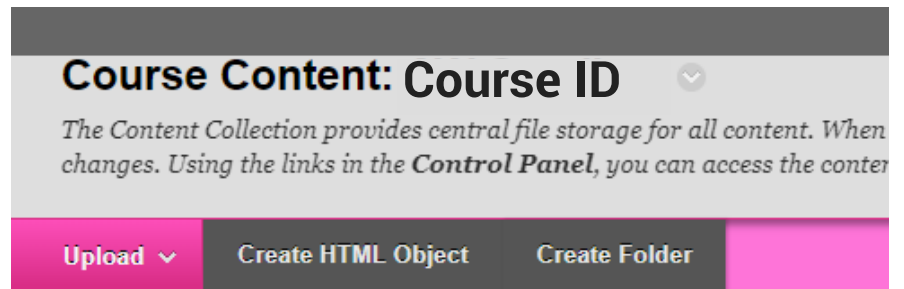 Course Content: Course ID
The Content Collection provides central file storage for all content. When
changes. Using the links in the Control Panel, you can access the
Upload
Create HTML Object
Create Folder